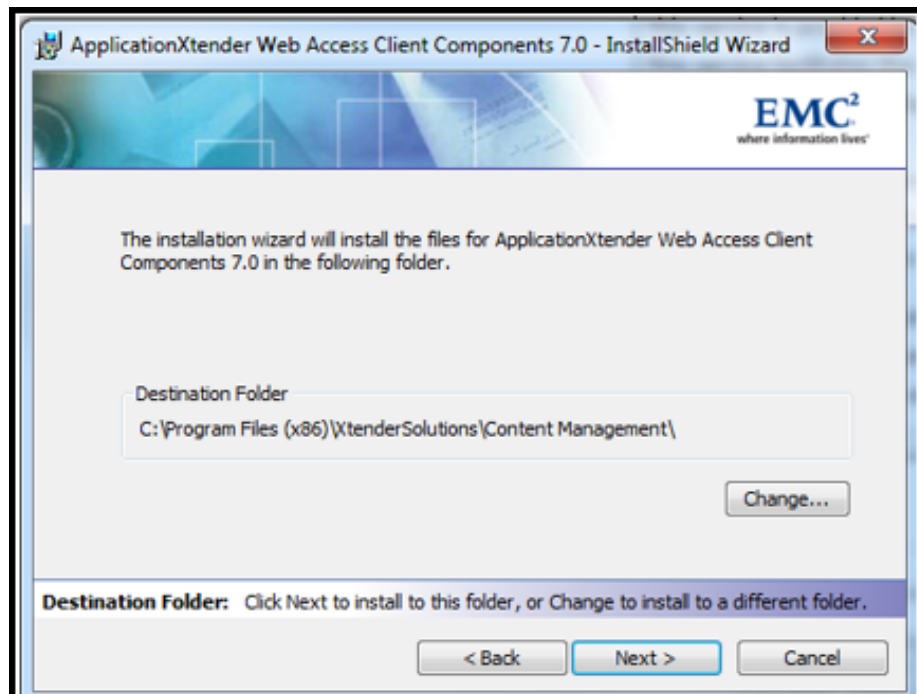 ApplicationXtender Web Access Client Components 7.0 - InstallShield Wizard
EMC²
where information lives®
The installation wizard will install the files for ApplicationXtender Web Access Client
Components 7.0 in the following folder.
Destination Folder
C:\Program Files (x86)\XtenderSolutions\Content Management\
Change...
Destination Folder: Click Next to install to this folder, or Change to install to a different folder.
< Back Next > Cancel